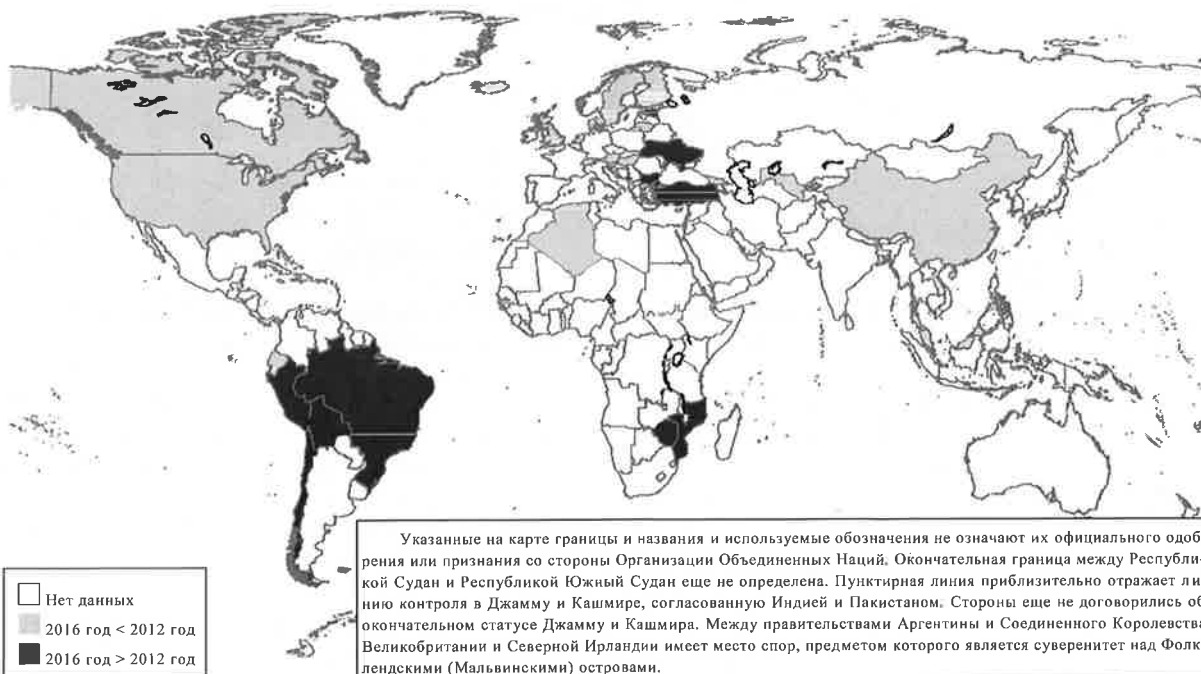 Указанные на карте границы и названия и используемые обозначения не означают их официального одоб-
рения или признания со стороны Организации Объединенных Наций. Окончательная граница между Республи-
кой Судан и Республикой Южный Судан еще не определена. Пунктирная линия приблизительно отражает ли-
нию контроля в Джамму и Кашмире, согласованную Индией и Пакистаном. Стороны еще не договорились об
окончательном статусе Джамму и Кашмира. Между правительствами Аргентины и Соединенного Королевства
Великобритании и Северной Ирландии имеет место спор, предметом которого является суверенитет над Фолк-
лендскими (Мальвинскими) островами.
Нет данных
2016 год < 2012 год
2016 год > 2012 год